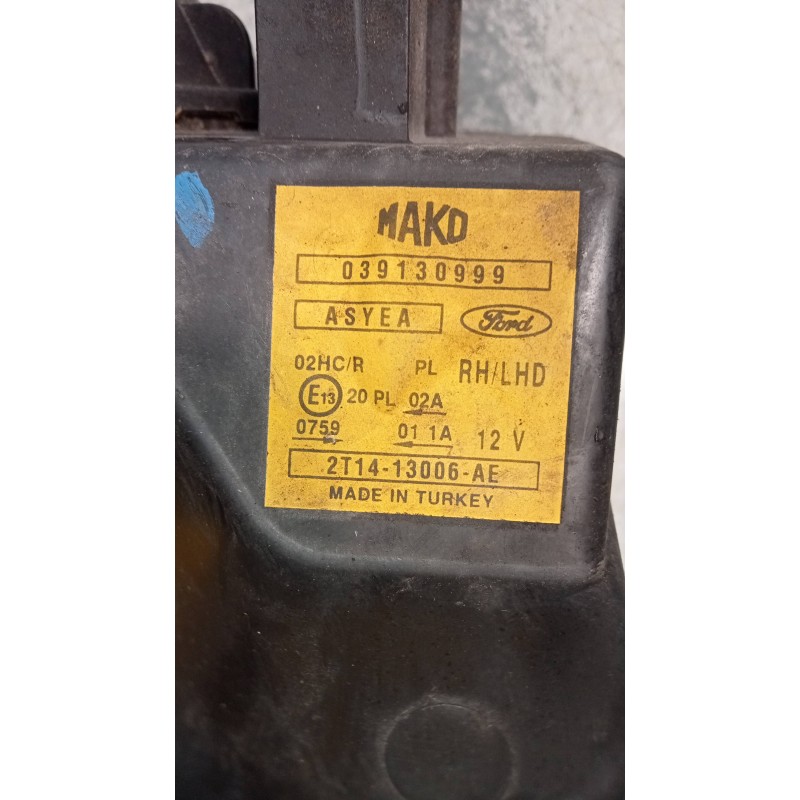 MAKO
039130999
ASYEA Ford
02HC/R PL RH/LHD
E13 20 PL 02A
0759 01 1A 12 V
2T14-13006-AE
MADE IN TURKEY